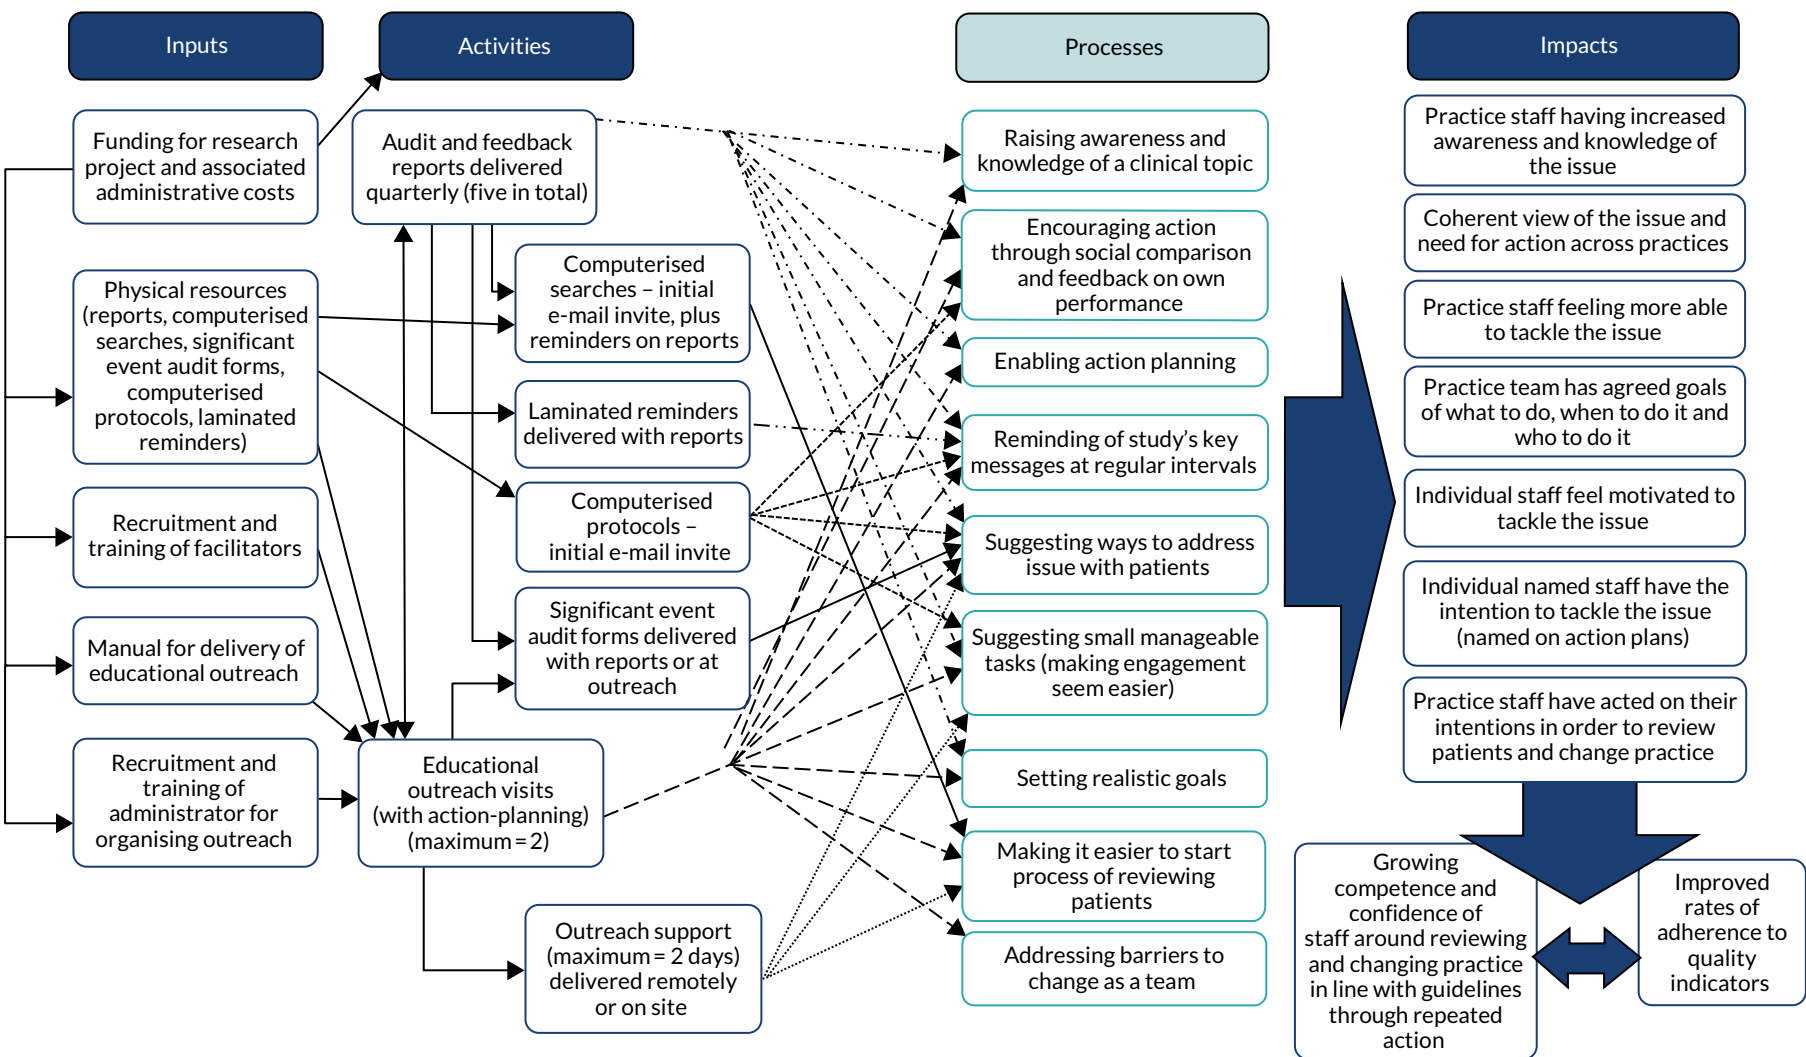 Inputs
Activities
Processes
Impacts
Funding for research
project and associated
administrative costs
Physical resources
(reports, computerised
searches, significant
event audit forms,
computerised
protocols, laminated
reminders)
Recruitment and
training of facilitators
Manual for delivery of
educational outreach
Recruitment and
training of
administrator for
organising outreach
Audit and feedback
reports delivered
quarterly (five in total)
Computerised
searches – initial
e-mail invite, plus
reminders on reports
Laminated reminders
delivered with reports
Computerised
protocols –
initial e-mail invite
Significant event
audit forms delivered
with reports or at
outreach
Educational
outreach visits
(with action-planning)
(maximum = 2)
Outreach support
(maximum = 2 days)
delivered remotely
or on site
Raising awareness and
knowledge of a clinical topic
Encouraging action
through social comparison
and feedback on own
performance
Enabling action planning
Reminding of study's key
messages at regular intervals
Suggesting ways to address
issue with patients
Suggesting small manageable
tasks (making engagement
seem easier)
Setting realistic goals
Making it easier to start
process of reviewing
patients
Addressing barriers to
change as a team
Practice staff having increased
awareness and knowledge of
the issue
Coherent view of the issue and
need for action across practices
Practice staff feeling more able
to tackle the issue
Practice team has agreed goals
of what to do, when to do it and
who to do it
Individual staff feel motivated to
tackle the issue
Individual named staff have the
intention to tackle the issue
(named on action plans)
Practice staff have acted on their
intentions in order to review
patients and change practice
Growing
competence and
confidence of
staff around reviewing
and changing practice
in line with guidelines
through repeated
action
Improved
rates of
adherence to
quality
indicators